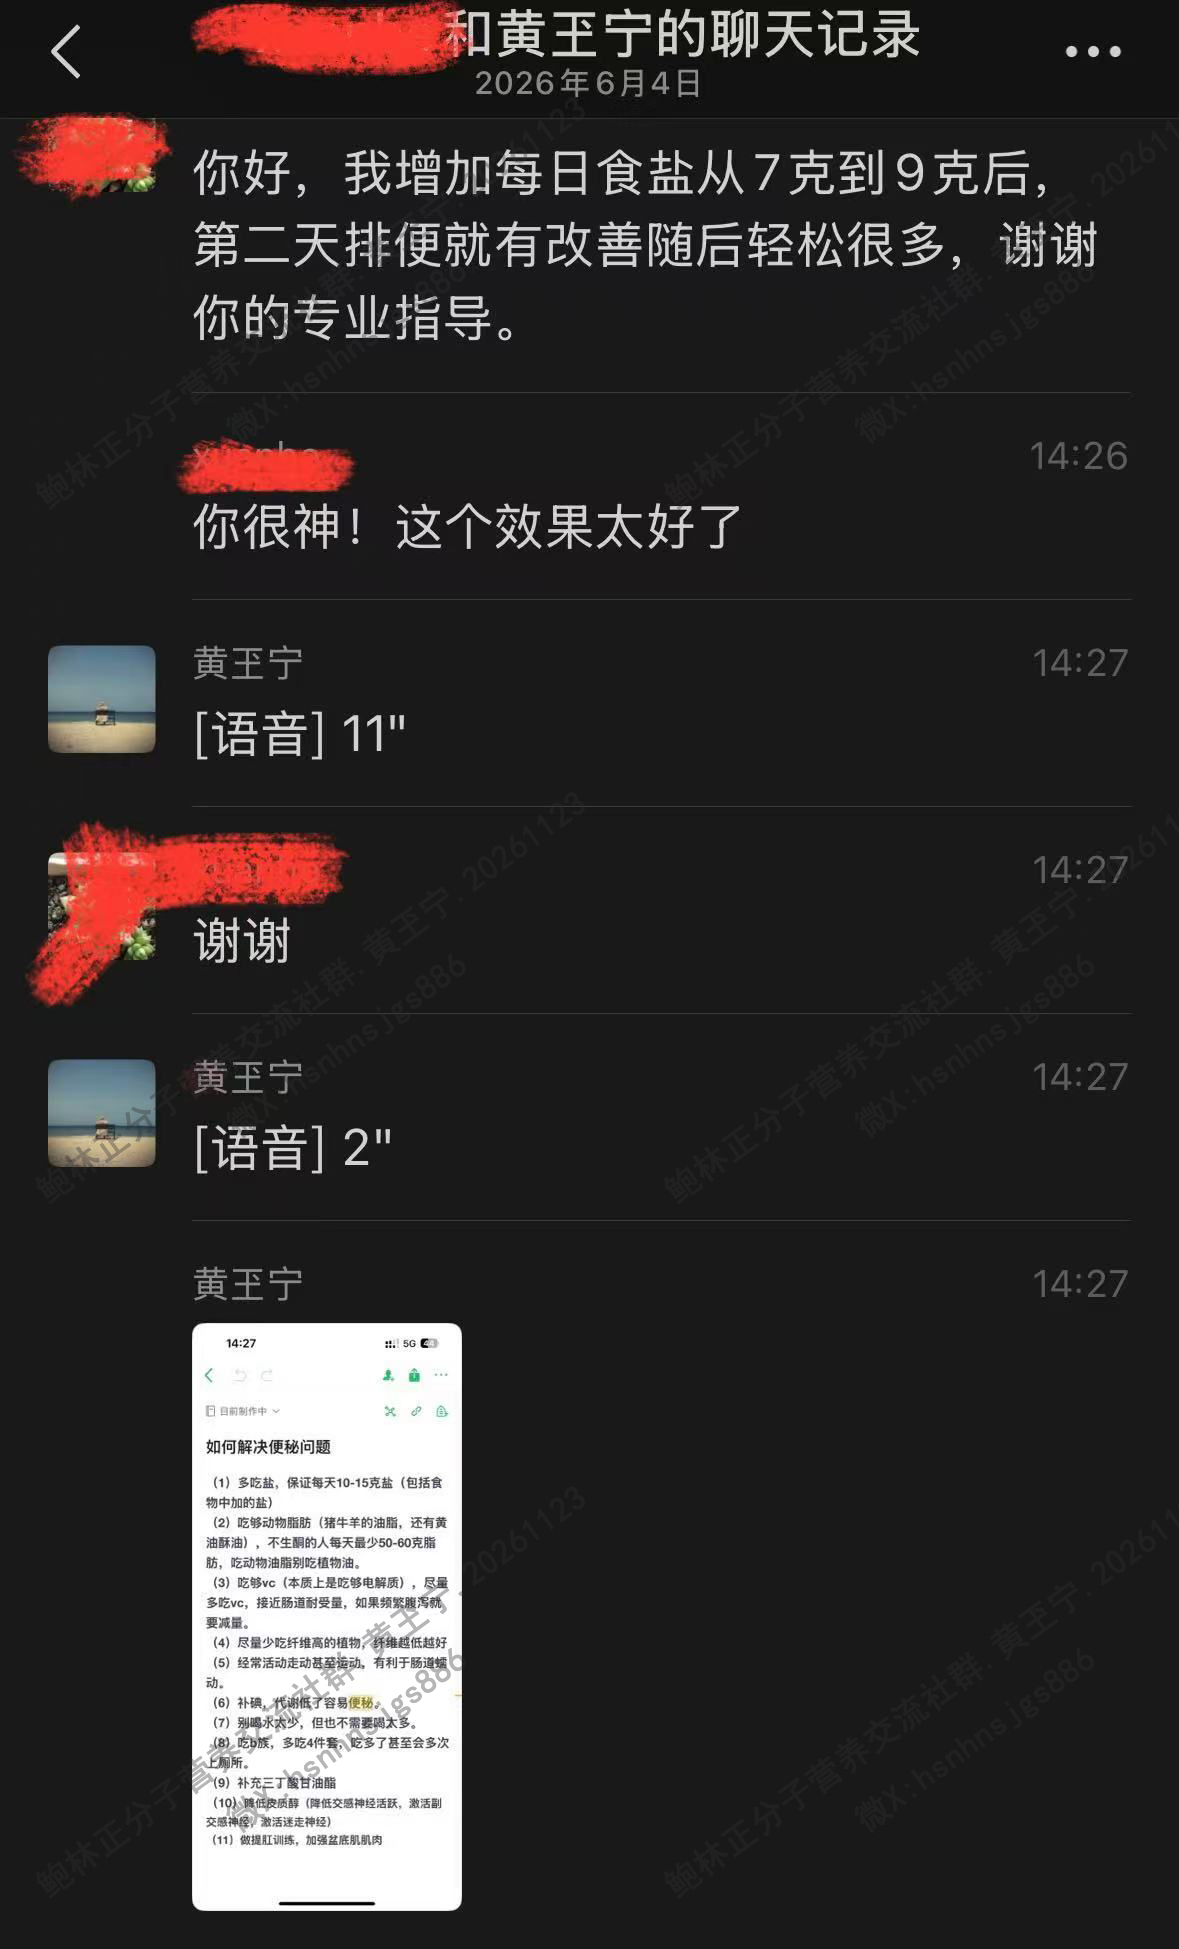 和黄玊宁的聊天记录
2026年6月4日
你好，我增加每日食盐从7克到9克后，
第二天排便就有改善随后轻松很多，谢谢
你的专业指导。
14:26
你很神！这个效果太好了
黄玊宁
14:27
[语音] 11"
14:27
谢谢
黄玊宁
14:27
[语音] 2"
黄玊宁
14:27
14:27
5G
目前制作中
如何解决便秘问题
（1）多吃盐，保证每天10-15克盐（包括食
物中加的盐）
（2）吃够动物脂肪（猪牛羊的油脂，还有黄
油酥油），不生酮的人每天最少50-60克脂
肪，吃动物油脂别吃植物油。
（3）吃够vc（本质上是吃够电解质），尽量
多吃vc，接近肠道耐受量，如果频繁腹泻就
要减量。
（4）尽量少吃纤维高的植物，纤维越低越好
（5）经常活动走动甚至运动，有利于肠道蠕
动。
（6）补碘，代谢低了容易便秘。
（7）别喝水太少，但也不需要喝太多。
（8）吃b族，多吃4件套，吃多了甚至会多次
上厕所。
（9）补充三丁酸甘油酯
（10）降低皮质醇（降低交感神经活跃，激活副
交感神经，激活迷走神经）
（11）做提肛训练，加强盆底肌肌肉
鲍林正分子营养交流社群. 黄玊宁. 20261123
微X:hsnhnsjgs886